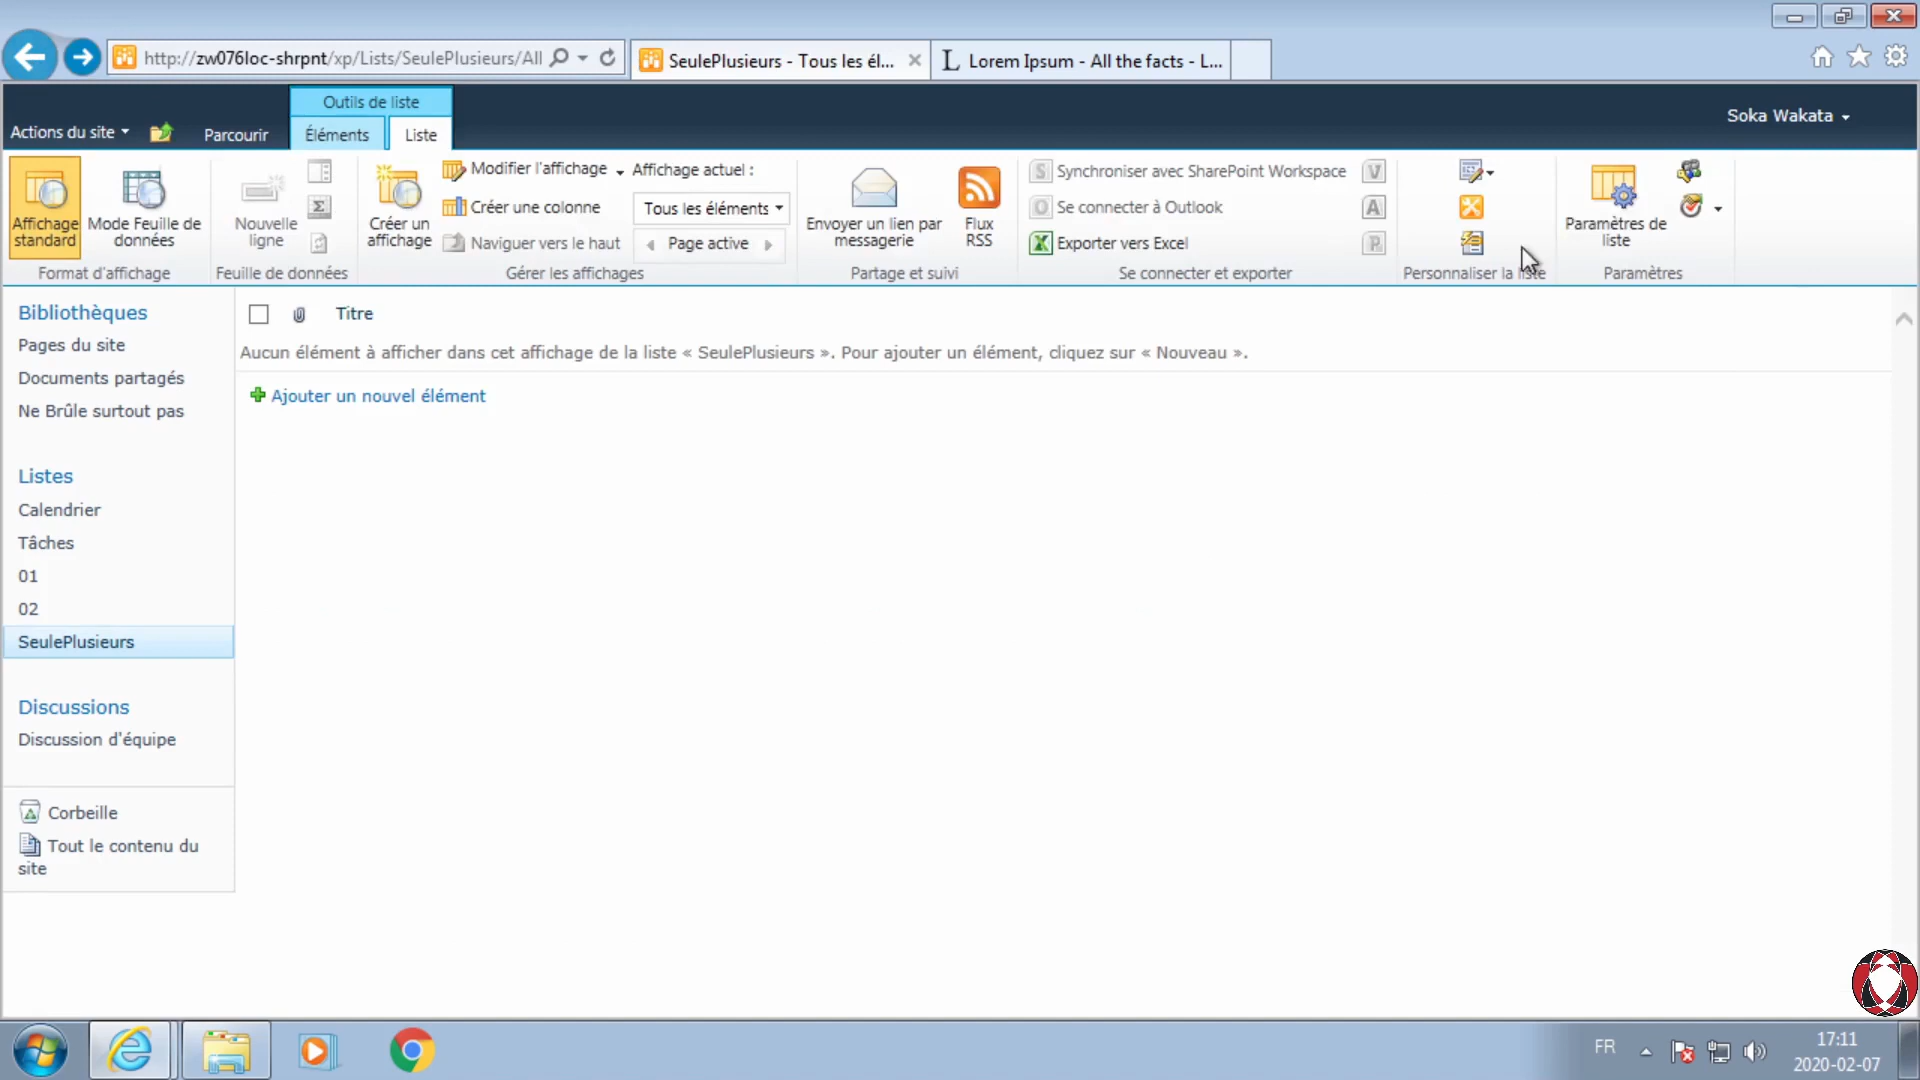 http://zw076loc-shrpnt/xp/Lists/SeulePlusieurs/All
SeulePlusieurs - Tous les él...
L Lorem Ipsum - All the facts - L...
Outils de liste
Soka Wakata
Actions du site
Parcourir
Éléments
Liste
Affichage
standard
Mode Feuille de
données
Format d'affichage
Nouvelle
ligne
Feuille de données
Créer un
affichage
Modifier l'affichage
Créer une colonne
Naviguer vers le haut
Affichage actuel :
Tous les éléments
Page active
Gérer les affichages
Envoyer un lien par
messagerie
Flux
RSS
Partage et suivi
Synchroniser avec SharePoint Workspace
Se connecter à Outlook
Exporter vers Excel
Se connecter et exporter
Personnaliser la liste
Paramètres de
liste
Paramètres
Bibliothèques
Pages du site
Documents partagés
Ne Brûle surtout pas
Listes
Calendrier
Tâches
01
02
SeulePlusieurs
Discussions
Discussion d'équipe
Corbeille
Tout le contenu du
site
Titre
Aucun élément à afficher dans cet affichage de la liste « SeulePlusieurs ». Pour ajouter un élément, cliquez sur « Nouveau ».
Ajouter un nouvel élément
FR
17:11
2020-02-07